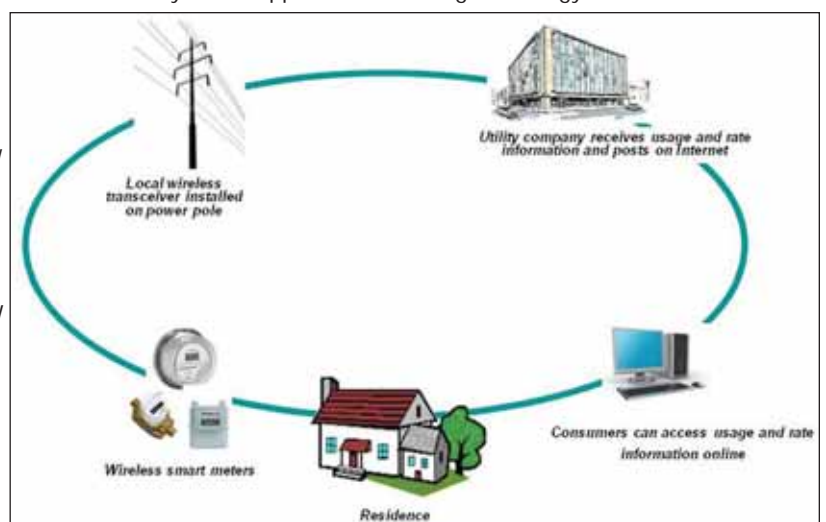 Utility company receives usage and rate
information and posts on Internet
Local wireless
transceiver installed
on power pole
Wireless smart meters
Residence
Consumers can access usage and rate
information online